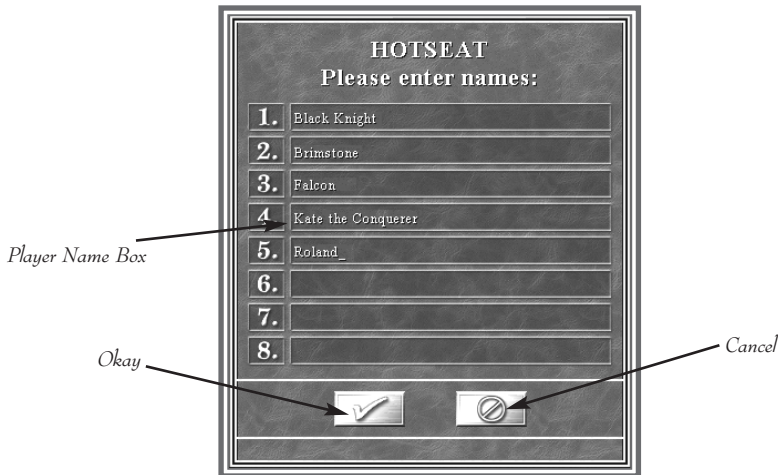 HOTSEAT
Please enter names:
1. Black Knight
2. Brimstone
3. Falcon
4. Kate the Conquerer
5. Roland_
6.
7.
8.
Player Name Box
Okay
Cancel